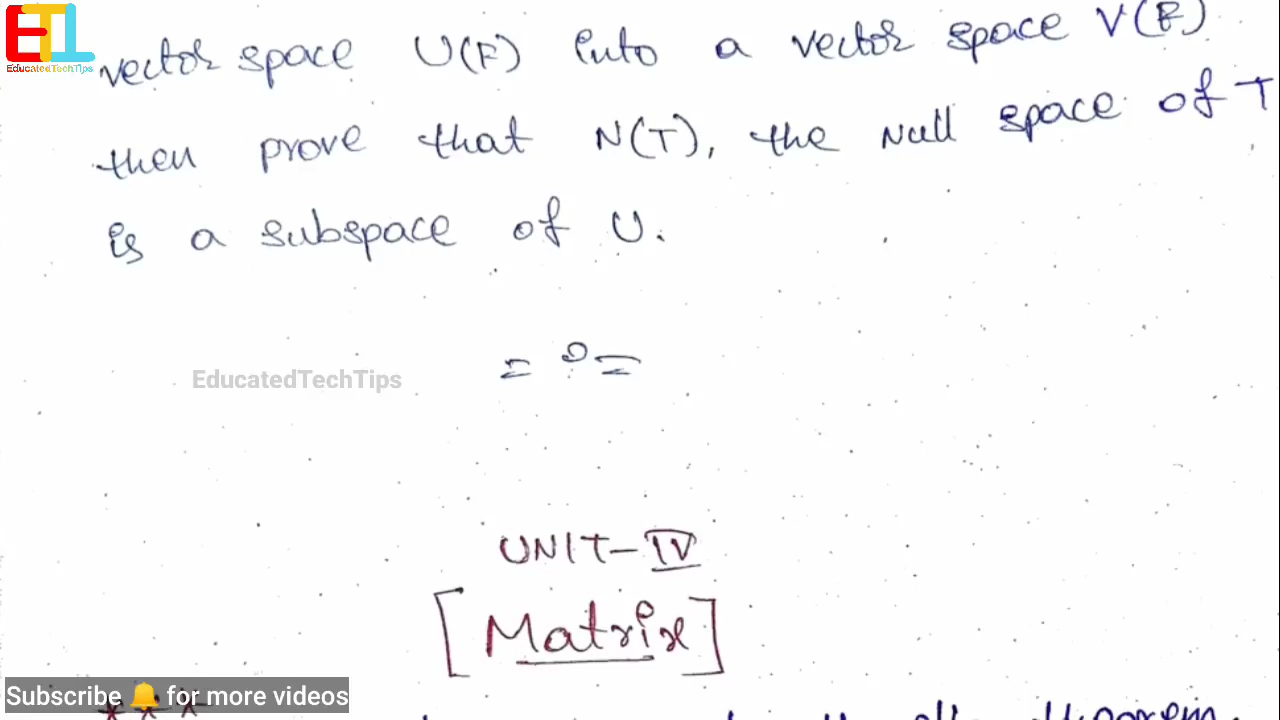 ETL
EducatedTechTips
vector space U(F) into a vector space V(F)
then prove that N(T), the Null space of T
is a subspace of U.
EducatedTechTips
UNIT-IV
[Matrix]
Subscribe 🔔 for more videos
***
theorem.